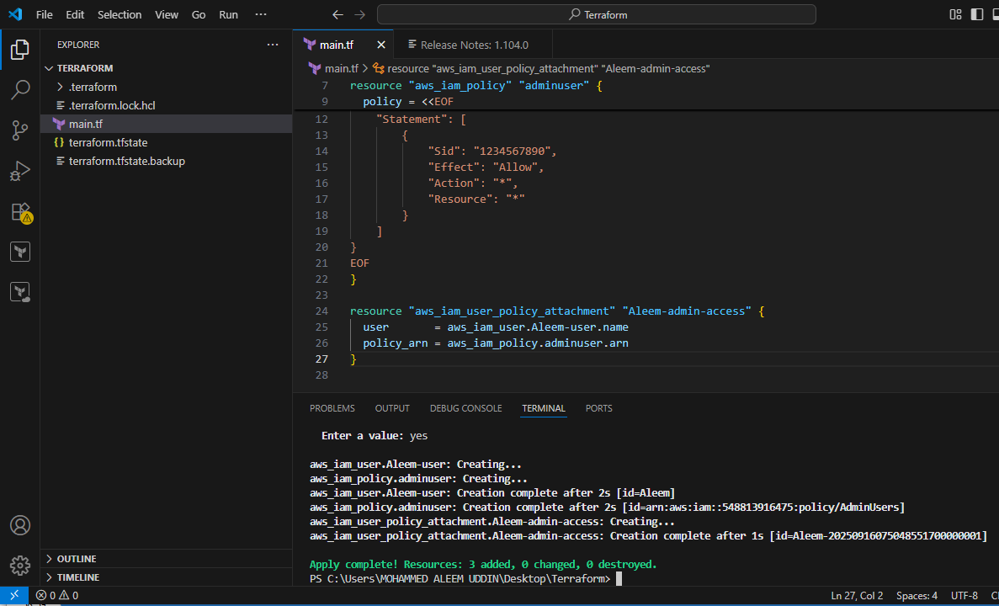 File Edit Selection View Go Run ··· ← → Terraform
EXPLORER ···
TERRAFORM
.terraform
.terraform.lock.hcl
main.tf
terraform.tfstate
terraform.tfstate.backup
OUTLINE
TIMELINE
main.tf × Release Notes: 1.104.0
main.tf > resource "aws_iam_user_policy_attachment" "Aleem-admin-access"
7 resource "aws_iam_policy" "adminuser" {
9 policy = <<EOF
12 "Statement": [
13 {
14 "Sid": "1234567890",
15 "Effect": "Allow",
16 "Action": "*",
17 "Resource": "*"
18 }
19 ]
20 }
21 EOF
22 }
23
24 resource "aws_iam_user_policy_attachment" "Aleem-admin-access" {
25 user = aws_iam_user.Aleem-user.name
26 policy_arn = aws_iam_policy.adminuser.arn
27 }
28
PROBLEMS OUTPUT DEBUG CONSOLE TERMINAL PORTS
Enter a value: yes
aws_iam_user.Aleem-user: Creating...
aws_iam_policy.adminuser: Creating...
aws_iam_user.Aleem-user: Creation complete after 2s [id=Aleem]
aws_iam_policy.adminuser: Creation complete after 2s [id=arn:aws:iam::548813916475:policy/AdminUsers]
aws_iam_user_policy_attachment.Aleem-admin-access: Creating...
aws_iam_user_policy_attachment.Aleem-admin-access: Creation complete after 1s [id=Aleem-20250916075048551700000001]
Apply complete! Resources: 3 added, 0 changed, 0 destroyed.
PS C:\Users\MOHAMMED ALEEM UDDIN\Desktop\Terraform>
0 0 Ln 27, Col 2 Spaces: 4 UTF-8